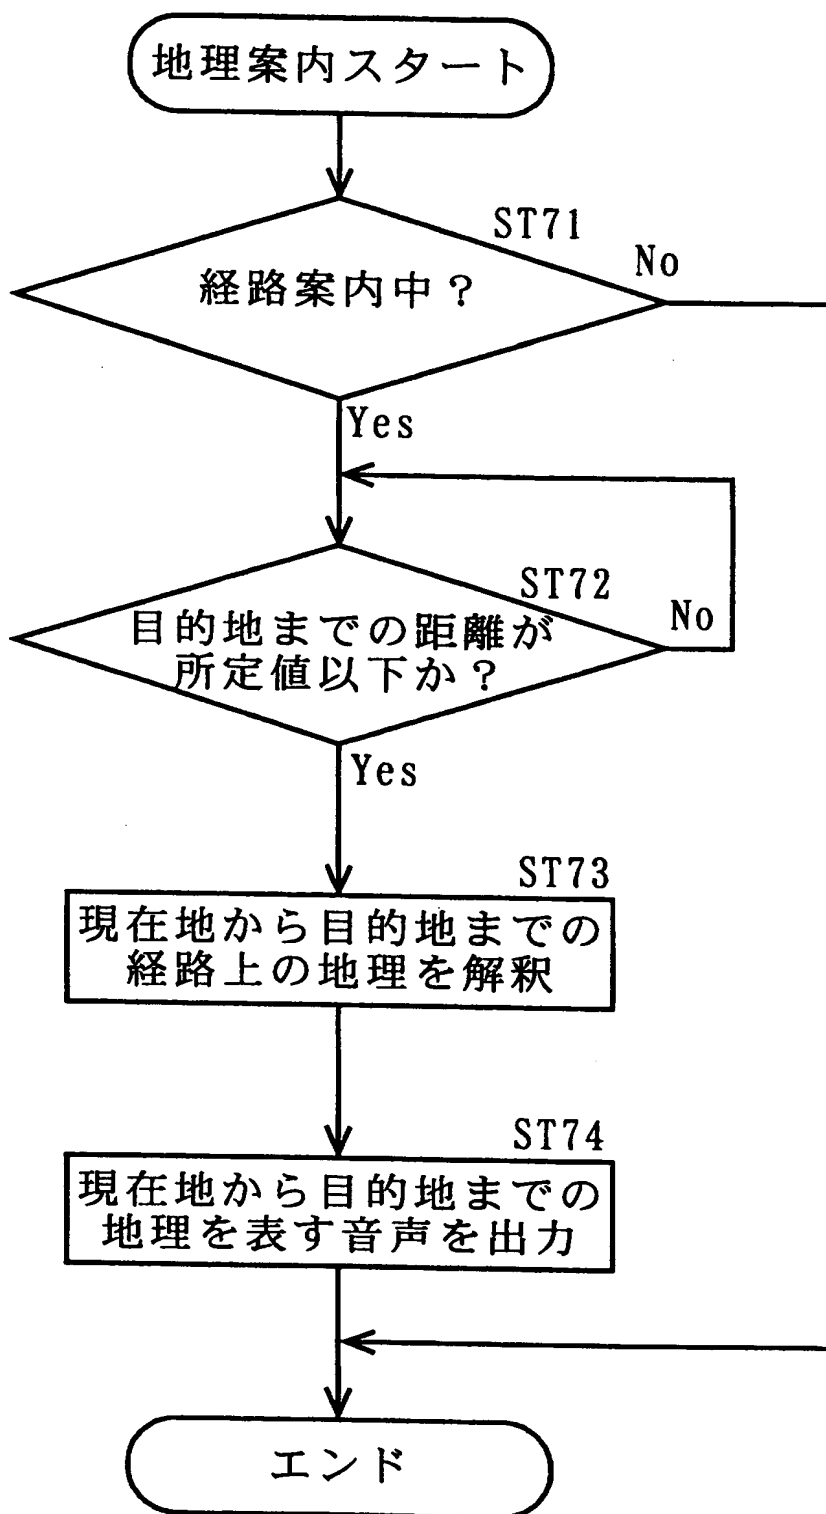 地理案内スタート
ST71
No
経路案内中？
Yes
ST72
No
目的地までの距離が
所定値以下か？
Yes
ST73
現在地から目的地までの
経路上の地理を解釈
ST74
現在地から目的地までの
地理を表す音声を出力
エンド